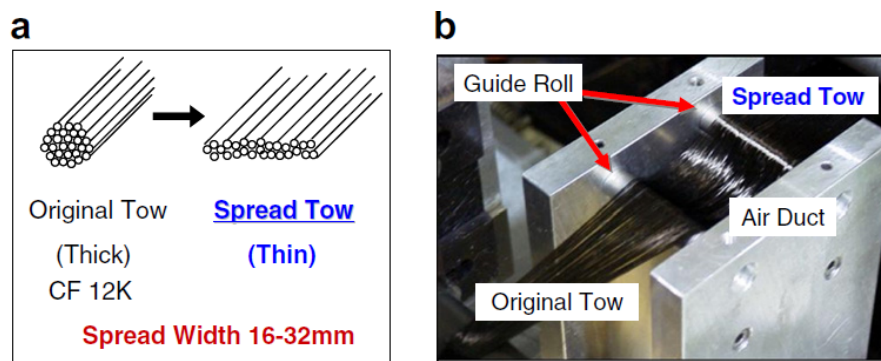 a
Original Tow
(Thick)
CF 12K
Spread Tow
(Thin)
Spread Width 16-32mm
b
Guide Roll
Spread Tow
Air Duct
Original Tow